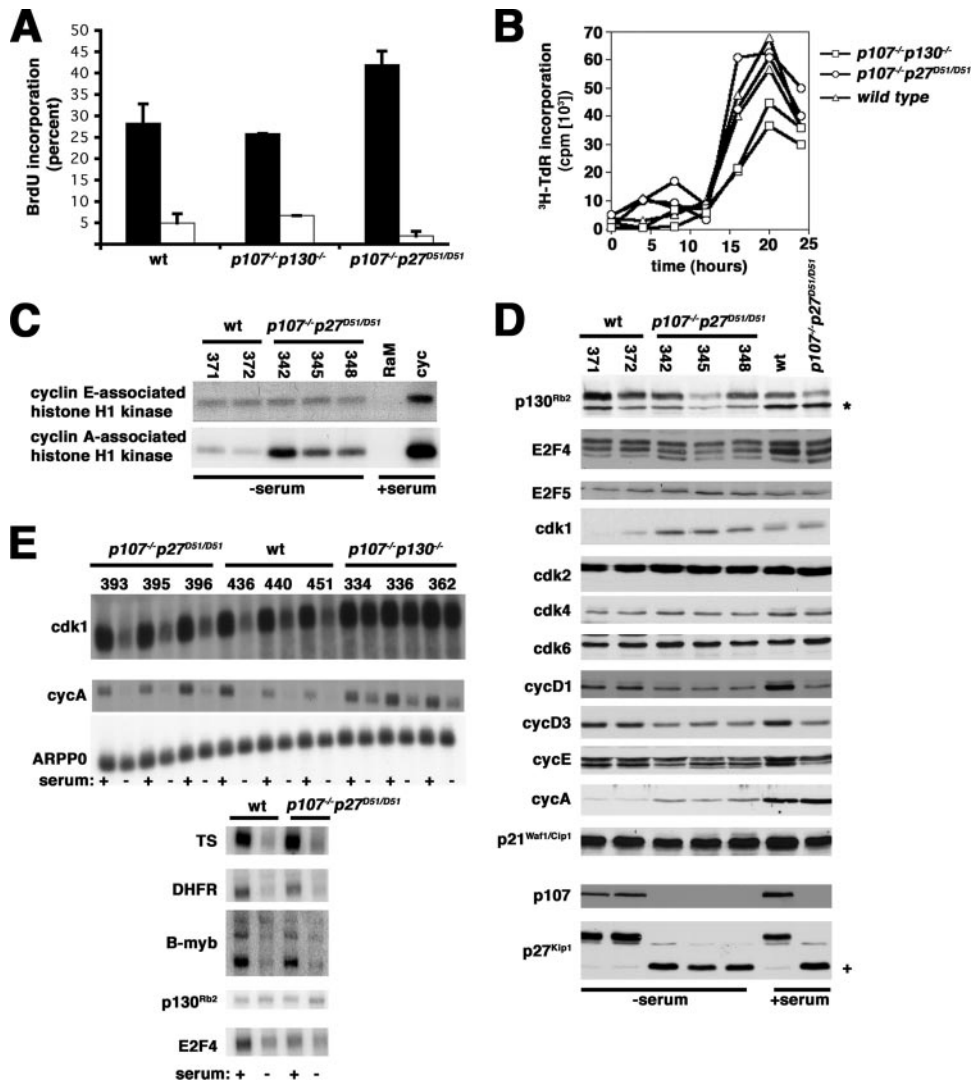 A
BrdU incorporation
(percent)
50
45
40
35
30
25
20
15
10
5
wt
p107-/-p130-/-
p107-/-p27D51/D51
B
³H-TdR incorporation
(cpm [10³])
70
60
50
40
30
20
10
0
0 5 10 15 20 25
time (hours)
p107-/-p130-/-
p107-/-p27D51/D51
wild type
C
wt
p107-/-p27D51/D51
371
372
342
345
348
RaM
cyc
cyclin E-associated
histone H1 kinase
cyclin A-associated
histone H1 kinase
-serum
+serum
D
wt
p107-/-p27D51/D51
371
372
342
345
348
wt
p107-/-p27D51/D51
p130Rb2
*
E2F4
E2F5
cdk1
cdk2
cdk4
cdk6
cycD1
cycD3
cycE
cycA
p21Waf1/Cip1
p107
p27Kip1
+
-serum
+serum
E
p107-/-p27D51/D51
wt
p107-/-p130-/-
393 395 396 436 440 451 334 336 362
cdk1
cycA
ARPP0
serum: + - + - + - + - + - + - + - + - + -
wt
p107-/-p27D51/D51
TS
DHFR
B-myb
p130Rb2
E2F4
serum: + - + -